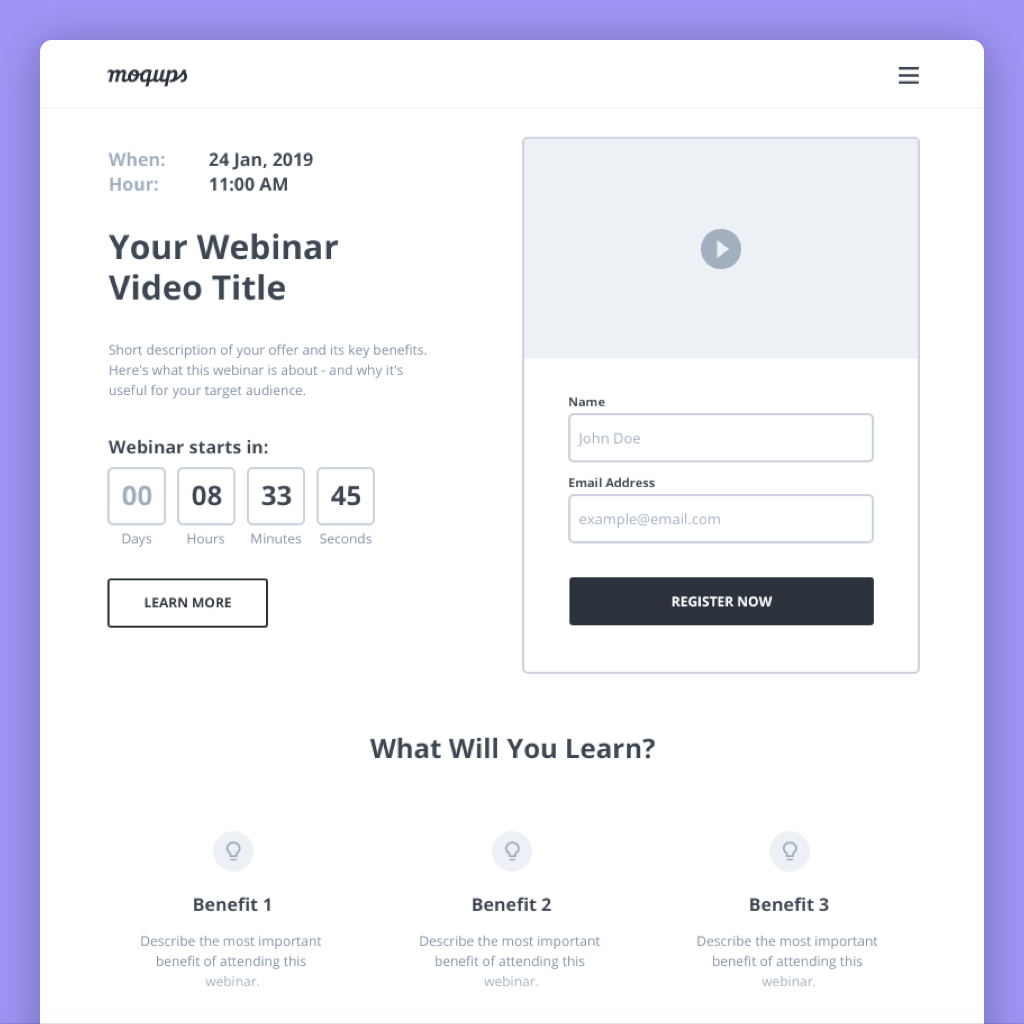 moqups
When: 24 Jan, 2019
Hour: 11:00 AM
Your Webinar
Video Title
Short description of your offer and its key benefits.
Here's what this webinar is about - and why it's
useful for your target audience.
Webinar starts in:
00 08 33 45
Days Hours Minutes Seconds
LEARN MORE
Name
John Doe
Email Address
example@email.com
REGISTER NOW
What Will You Learn?
Benefit 1
Describe the most important
benefit of attending this
webinar.
Benefit 2
Describe the most important
benefit of attending this
webinar.
Benefit 3
Describe the most important
benefit of attending this
webinar.